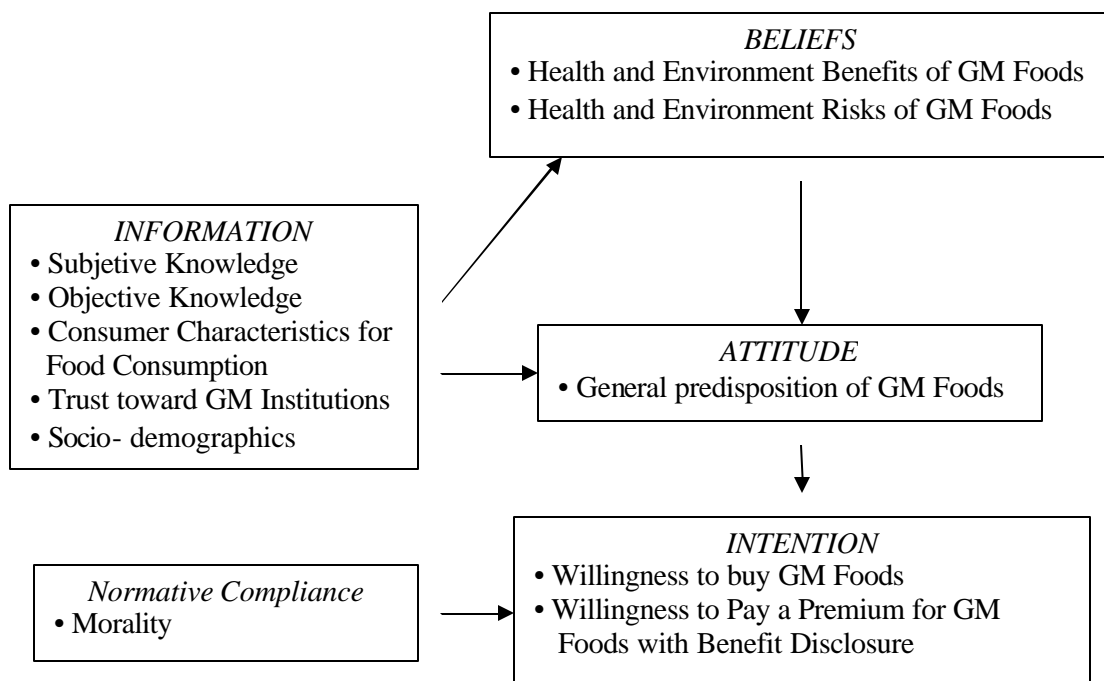 BELIEFS
• Health and Environment Benefits of GM Foods
• Health and Environment Risks of GM Foods
INFORMATION
• Subjetive Knowledge
• Objective Knowledge
• Consumer Characteristics for
Food Consumption
• Trust toward GM Institutions
• Socio- demographics
ATTITUDE
• General predisposition of GM Foods
Normative Compliance
• Morality
INTENTION
• Willingness to buy GM Foods
• Willingness to Pay a Premium for GM
Foods with Benefit Disclosure